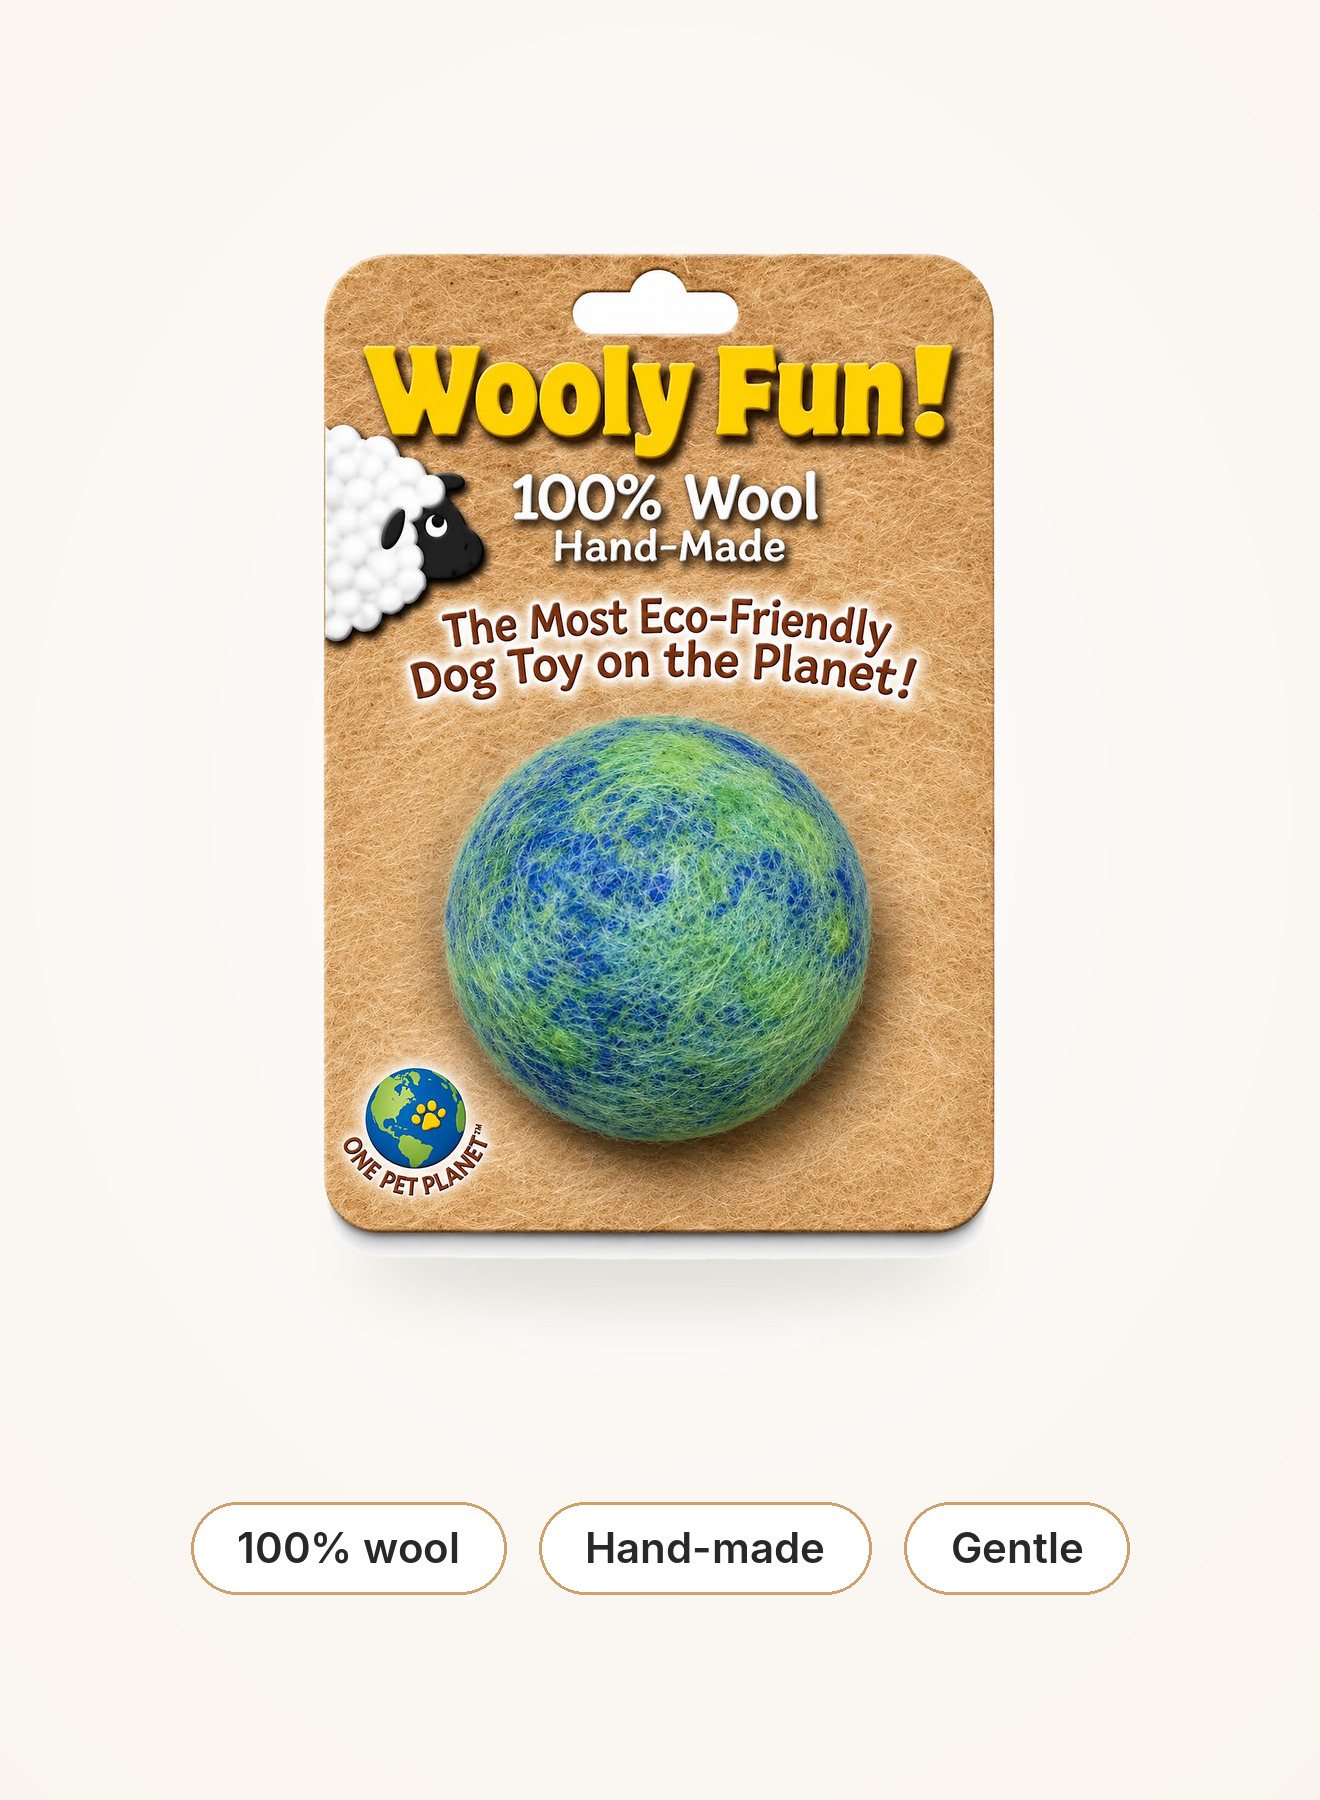 Wooly Fun!
100% Wool
Hand-Made
The Most Eco-Friendly
Dog Toy on the Planet!
ONE PET PLANET™
100% wool
Hand-made
Gentle